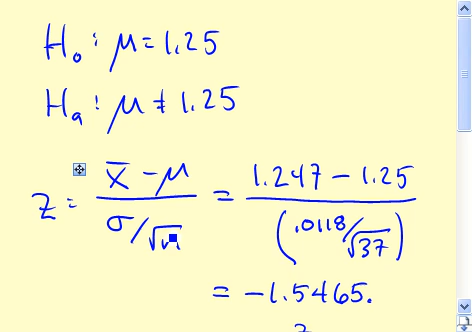 H₀: μ = 1.25
Hₐ: μ ≠ 1.25
z = (x̄ - μ) / (σ/√n) = (1.247 - 1.25) / (.0118/√37)
= -1.5465.